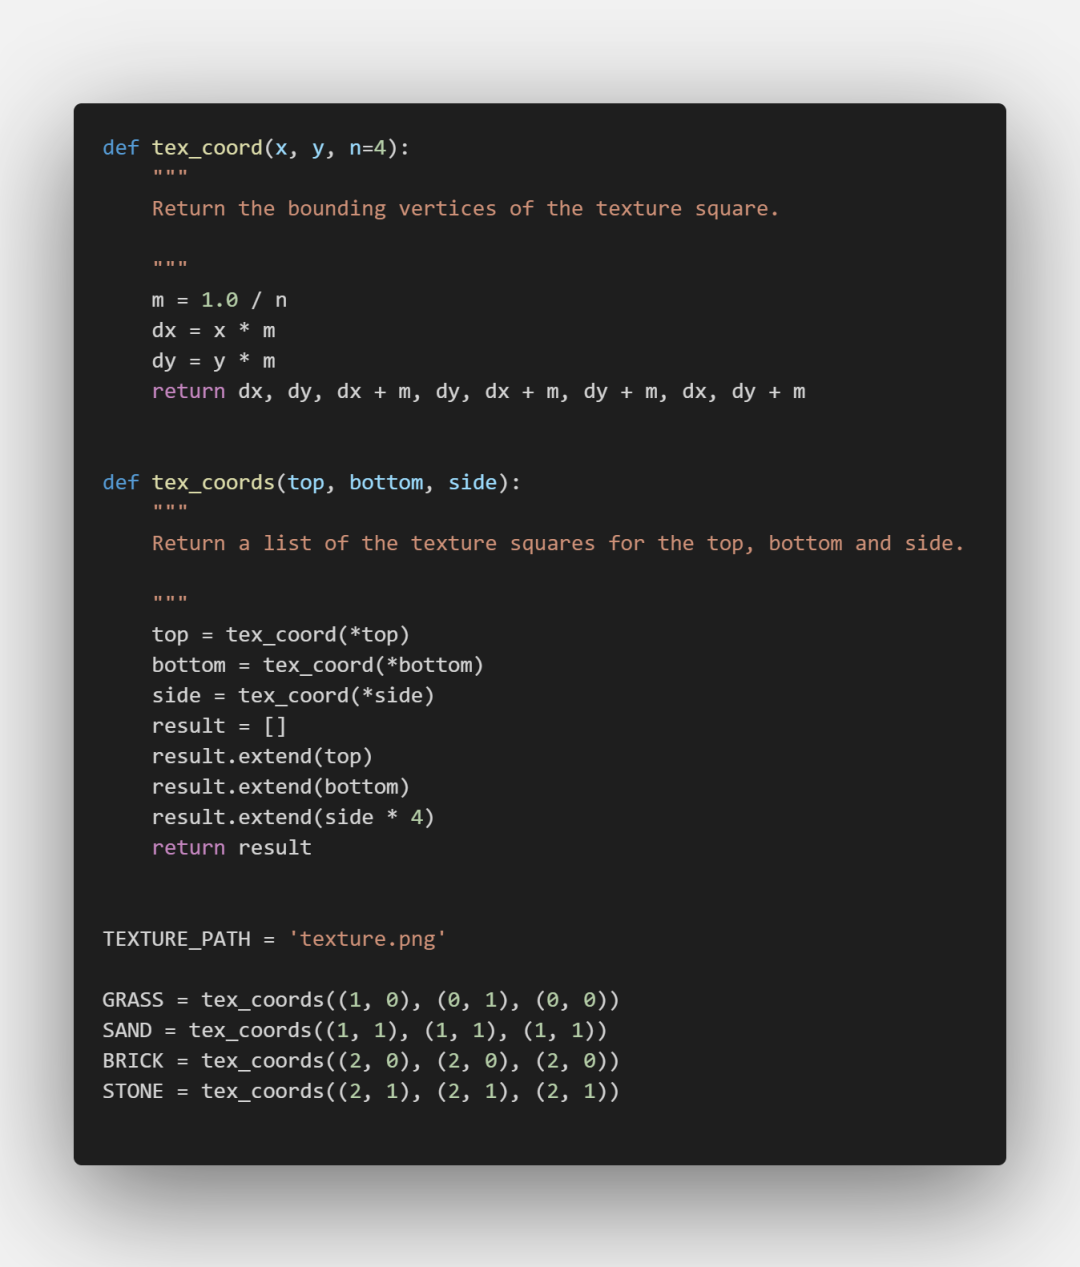 def tex_coord(x, y, n=4):
    """
    Return the bounding vertices of the texture square.

    """
    m = 1.0 / n
    dx = x * m
    dy = y * m
    return dx, dy, dx + m, dy, dx + m, dy + m, dx, dy + m


def tex_coords(top, bottom, side):
    """
    Return a list of the texture squares for the top, bottom and side.

    """
    top = tex_coord(*top)
    bottom = tex_coord(*bottom)
    side = tex_coord(*side)
    result = []
    result.extend(top)
    result.extend(bottom)
    result.extend(side * 4)
    return result


TEXTURE_PATH = 'texture.png'

GRASS = tex_coords((1, 0), (0, 1), (0, 0))
SAND = tex_coords((1, 1), (1, 1), (1, 1))
BRICK = tex_coords((2, 0), (2, 0), (2, 0))
STONE = tex_coords((2, 1), (2, 1), (2, 1))